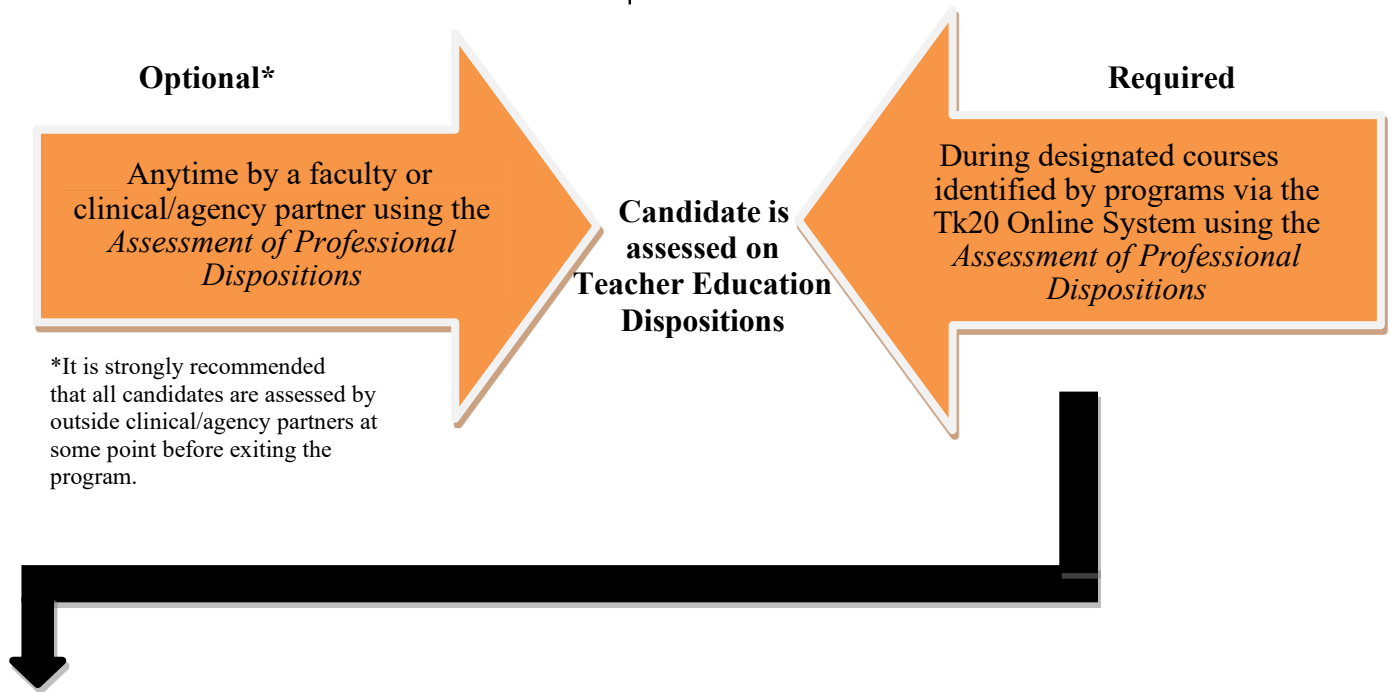 Optional*
Anytime by a faculty or
clinical/agency partner using the
Assessment of Professional
Dispositions
*It is strongly recommended
that all candidates are assessed by
outside clinical/agency partners at
some point before exiting the
program.
Candidate is
assessed on
Teacher Education
Dispositions
Required
During designated courses
identified by programs via the
Tk20 Online System using the
Assessment of Professional
Dispositions